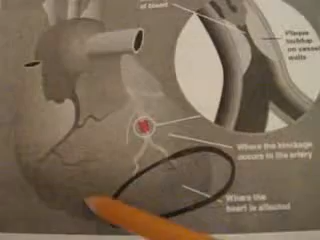 of blood
Plaque
buildup
on vessel
walls
Where the blockage
occurs in the artery
Where the
heart is affected